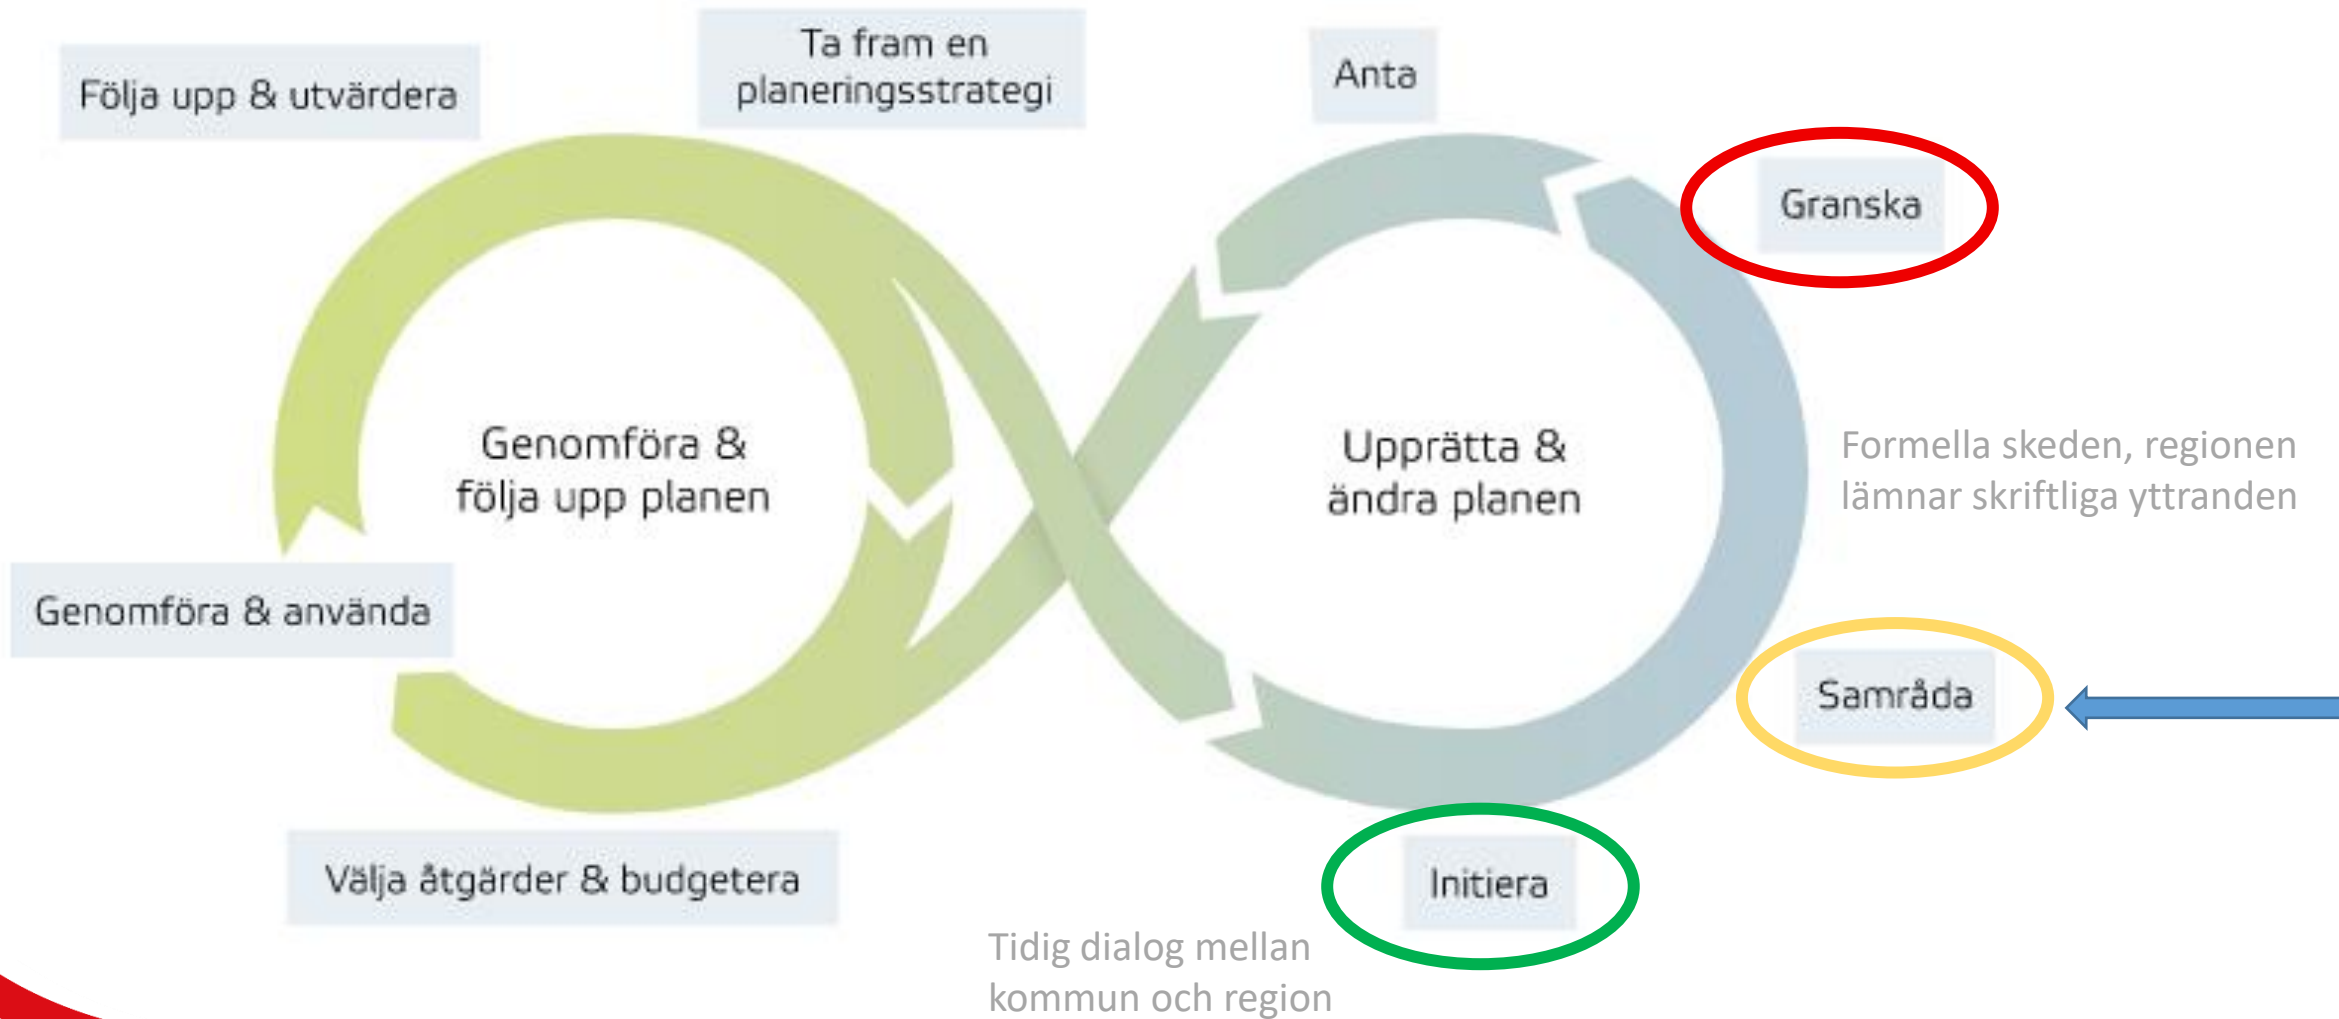 Ta fram en
planeringsstrategi
Följa upp & utvärdera
Anta
Granska
Genomföra &
följa upp planen
Upprätta &
ändra planen
Formella skeden, regionen
lämnar skriftliga yttranden
Genomföra & använda
Samråda
Välja åtgärder & budgetera
Initiera
Tidig dialog mellan
kommun och region